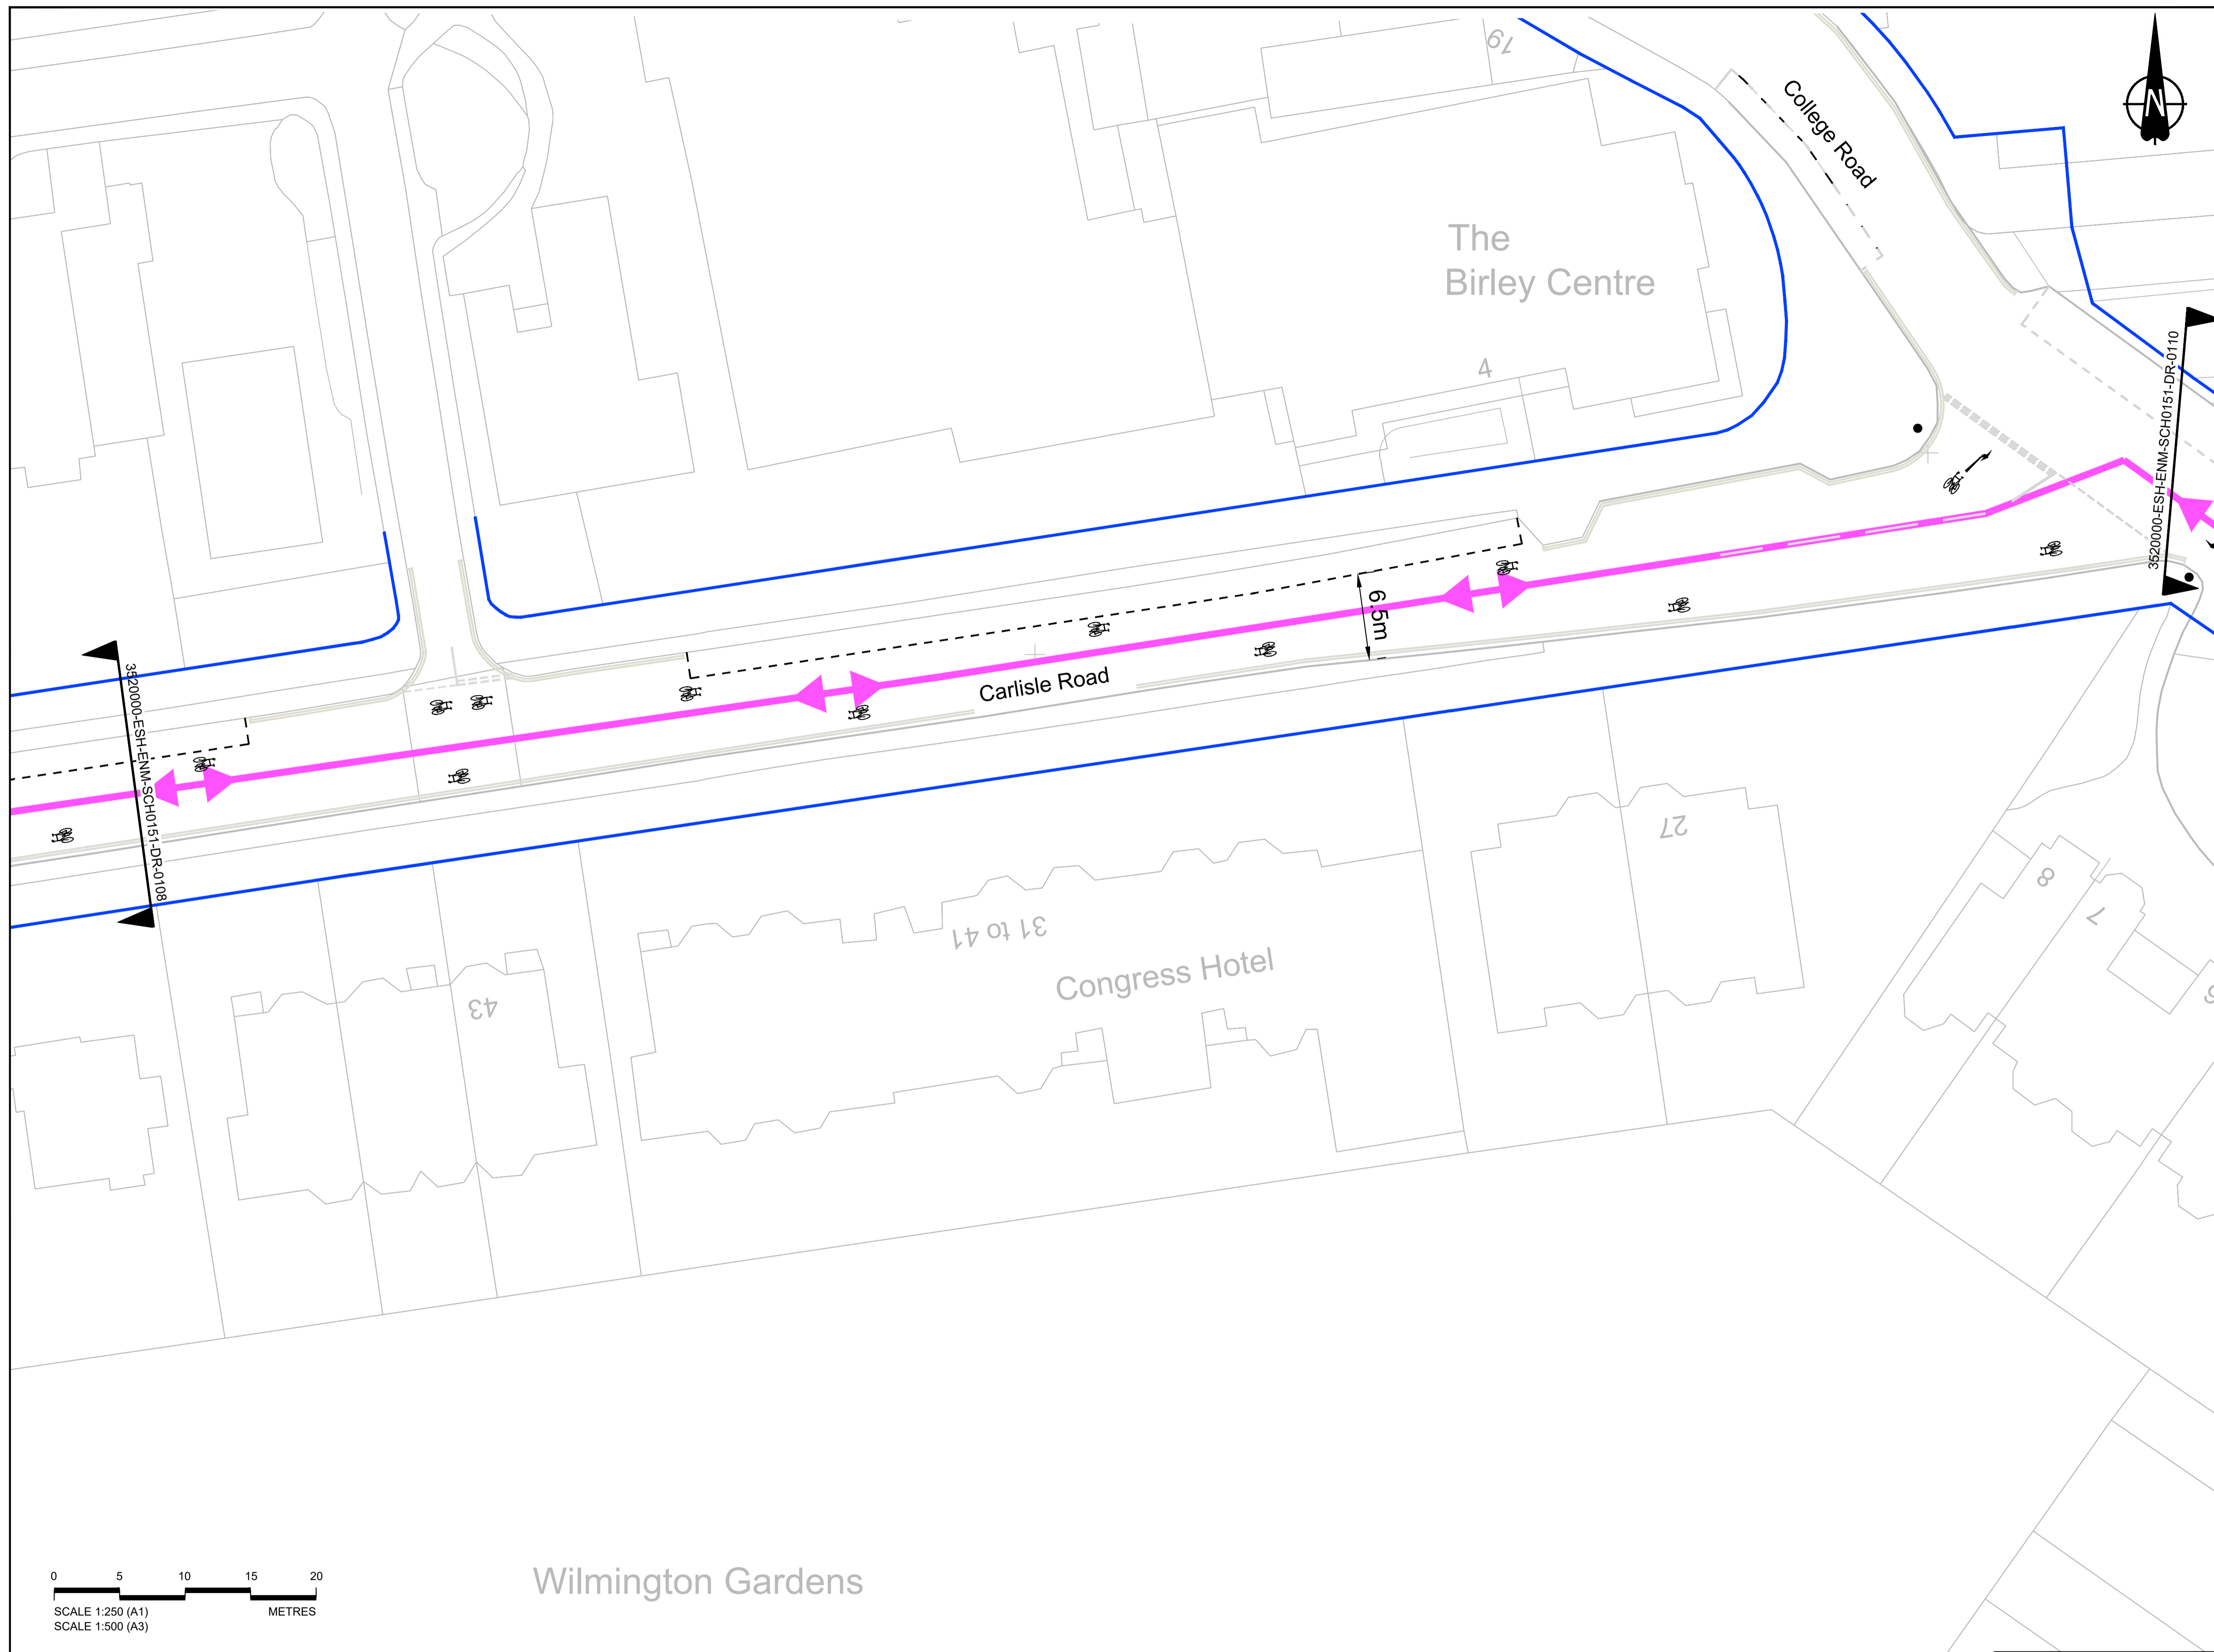 79
College Road
N
The
Birley Centre
4
3520000-ESH-ENM-SCH0151-DR-0110
6.5m
Carlisle Road
3520000-ESH-ENM-SCH0151-DR-0108
27
31 to 41
Congress Hotel
43
8
7
0 5 10 15 20
SCALE 1:250 (A1) METRES
SCALE 1:500 (A3)
Wilmington Gardens